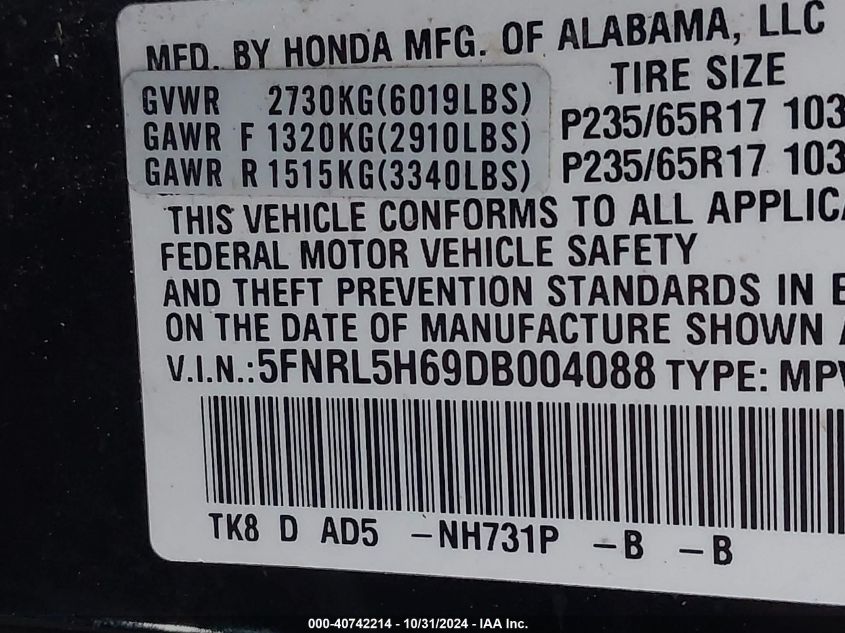 MFD. BY HONDA MFG. OF ALABAMA, LLC
TIRE SIZE
GVWR 2730KG(6019LBS)
GAWR F 1320KG(2910LBS) P235/65R17 103
GAWR R 1515KG(3340LBS) P235/65R17 103
THIS VEHICLE CONFORMS TO ALL APPLICA
FEDERAL MOTOR VEHICLE SAFETY
AND THEFT PREVENTION STANDARDS IN E
ON THE DATE OF MANUFACTURE SHOWN A
V.I.N.:5FNRL5H69DB004088 TYPE: MPV
TK8 D AD5 -NH731P -B -B
000-40742214 - 10/31/2024 - IAA Inc.